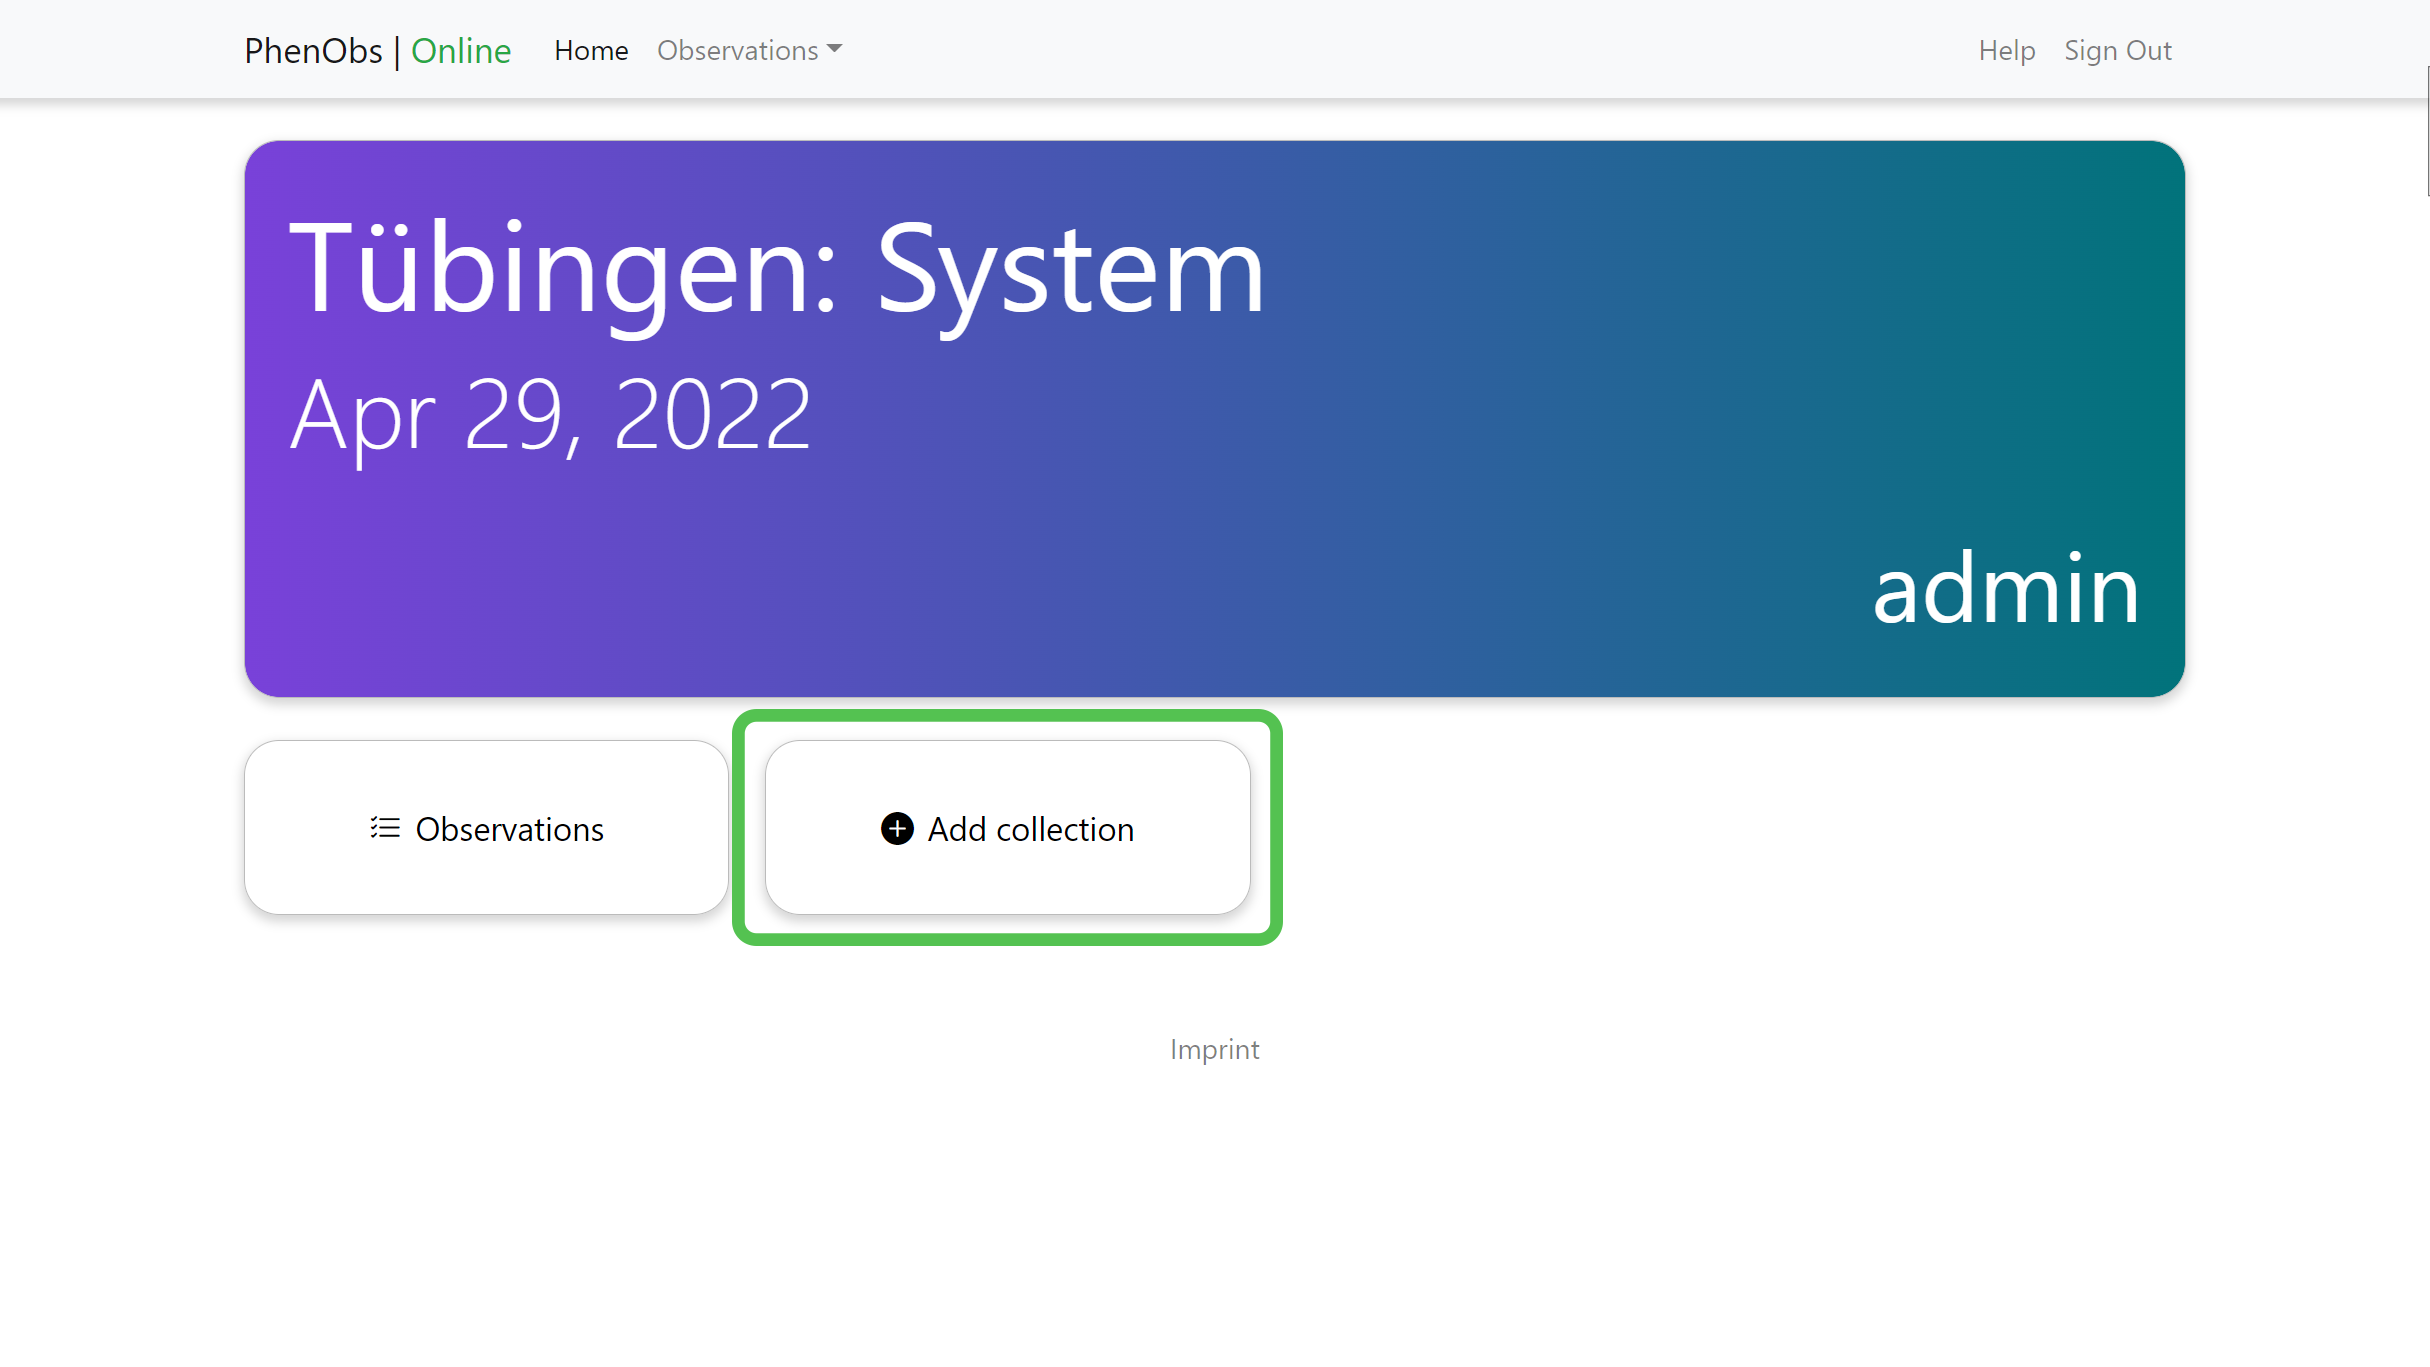 PhenObs | Online Home Observations Help Sign Out
Tübingen: System
Apr 29, 2022
admin
Observations
Add collection
Imprint